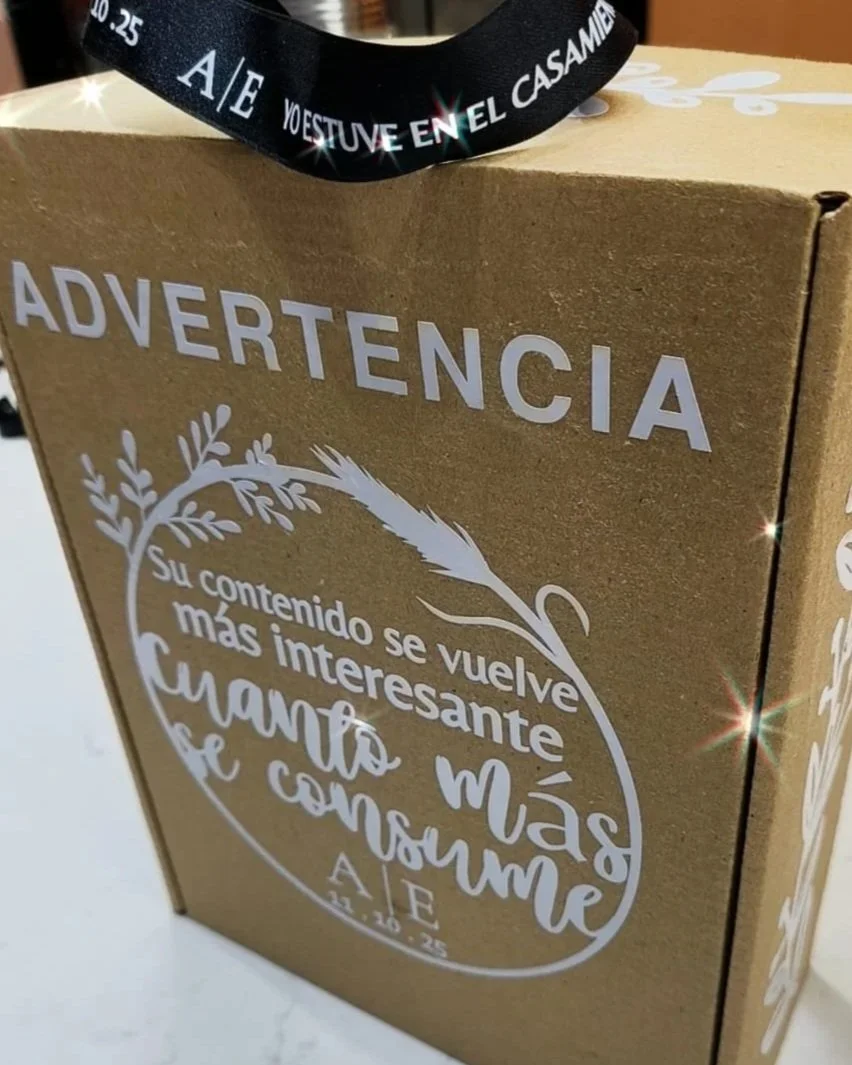 10.25
A/E YO ESTUVE EN EL
ADVERTENCIA
Su contenido se vuelve
más interesante
cuanto más
se consume
A|E
11.10.25